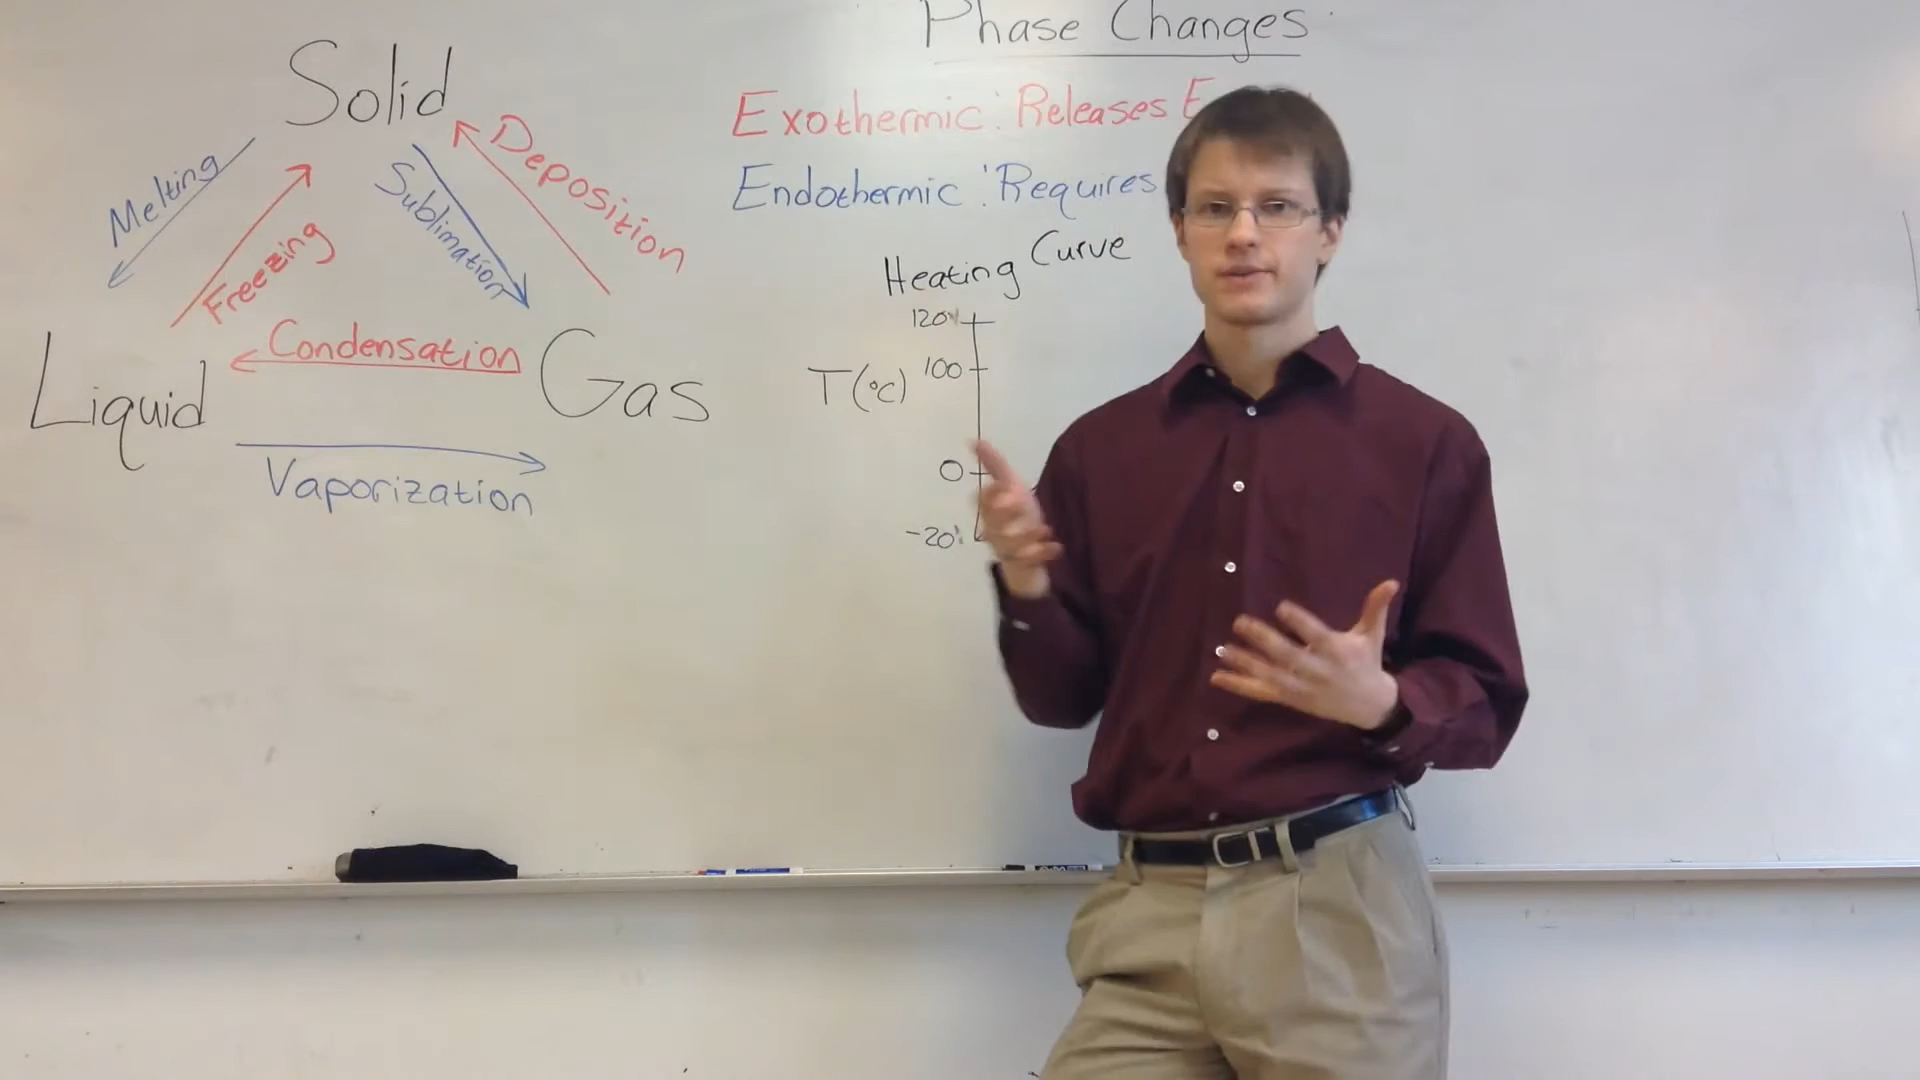 Phase Changes
Exothermic: Releases
Endothermic: Requires
Solid
Melting
Freezing
Sublimation
Deposition
Liquid
Condensation
Gas
Vaporization
Heating Curve
T(°C)
120
100
0
-20